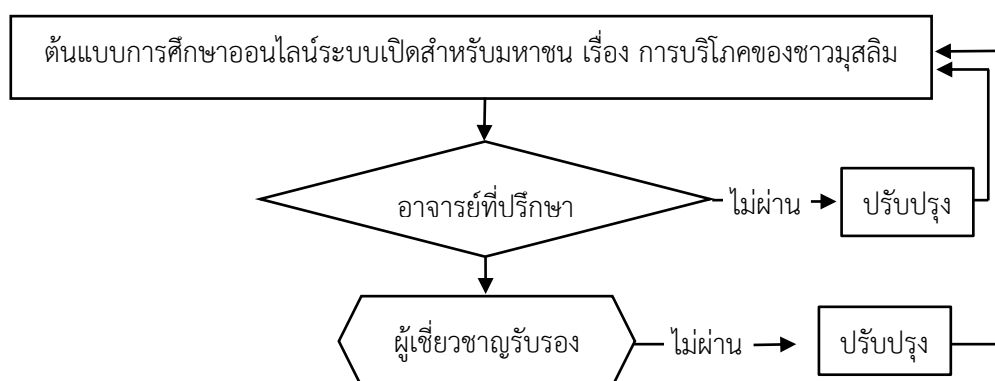 ต้นแบบการศึกษาออนไลน์ระบบเปิดสำหรับมหาชน เรื่อง การบริโภคของชาวมุสลิม
อาจารย์ที่ปรึกษา
ไม่ผ่าน
ปรับปรุง
ผู้เชี่ยวชาญรับรอง
ไม่ผ่าน
ปรับปรุง